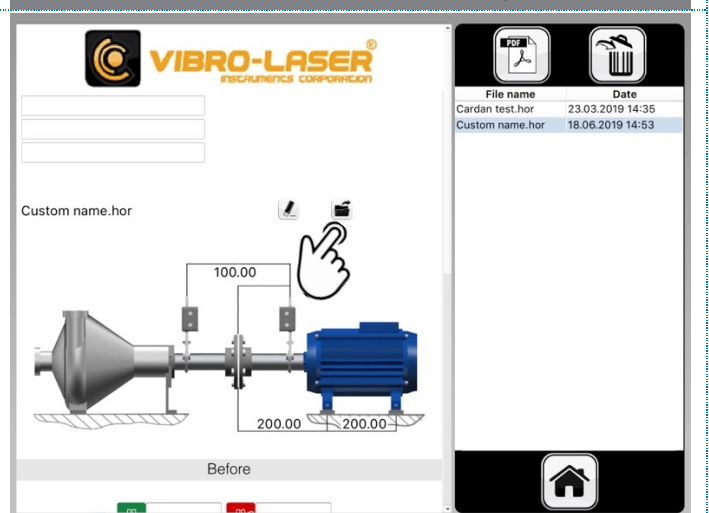 VIBRO-LASER®
INSTRUMENTS CORPORATION
Custom name.hor
100.00
200.00
200.00
Before
PDF
File name Date
Cardan test.hor 23.03.2019 14:35
Custom name.hor 18.06.2019 14:53